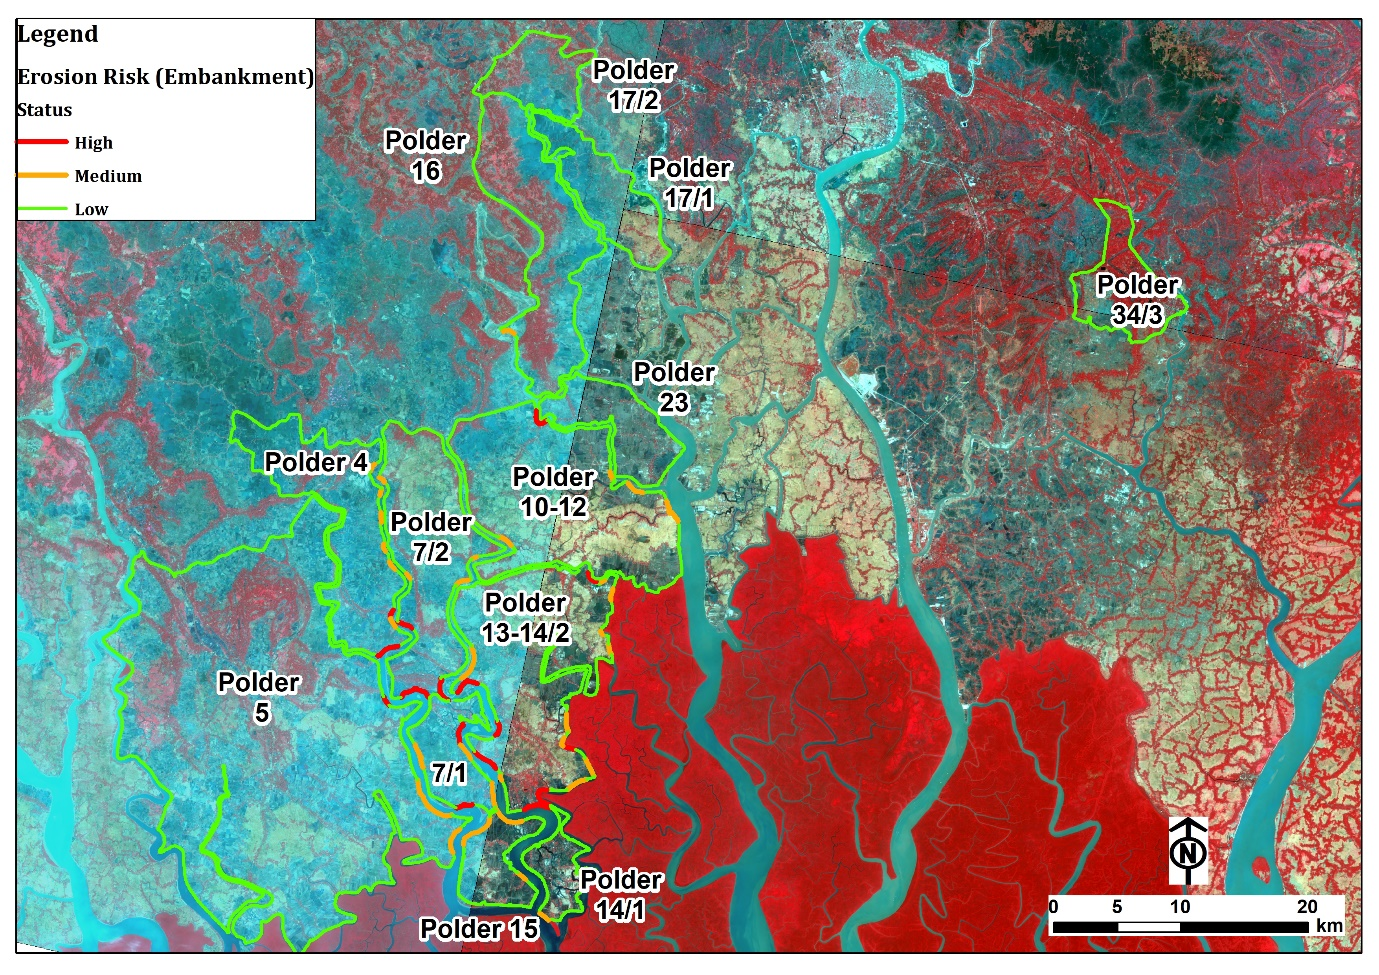 Legend
Erosion Risk (Embankment)
Status
High
Medium
Low
Polder
17/2
Polder
16
Polder
17/1
Polder
34/3
Polder
23
Polder 4
Polder
10-12
Polder
7/2
Polder
13-14/2
Polder
5
7/1
Polder
14/1
Polder 15
N
0 5 10 20
km